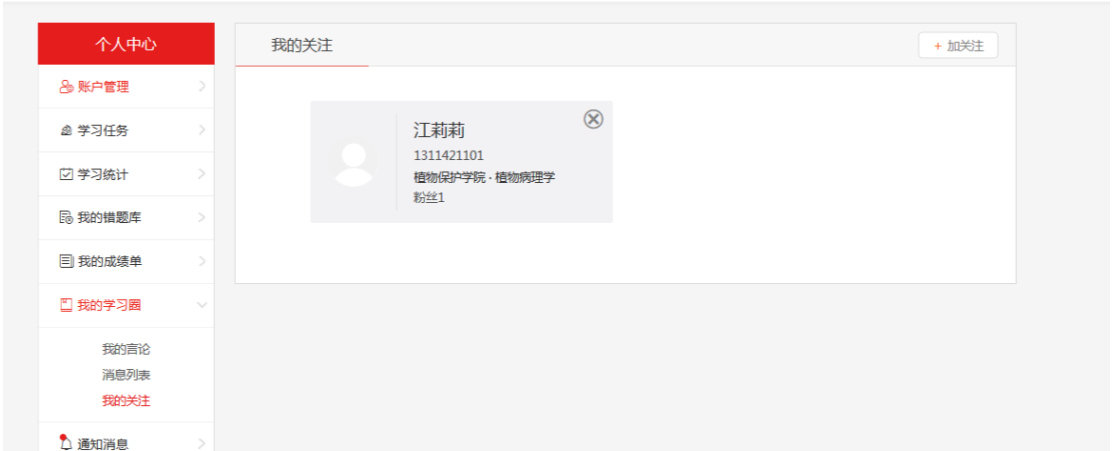 个人中心
账户管理
学习任务
学习统计
我的错题库
我的成绩单
我的学习圈
我的言论
消息列表
我的关注
通知消息
我的关注
+ 加关注
江莉莉
1311421101
植物保护学院 · 植物病理学
粉丝1